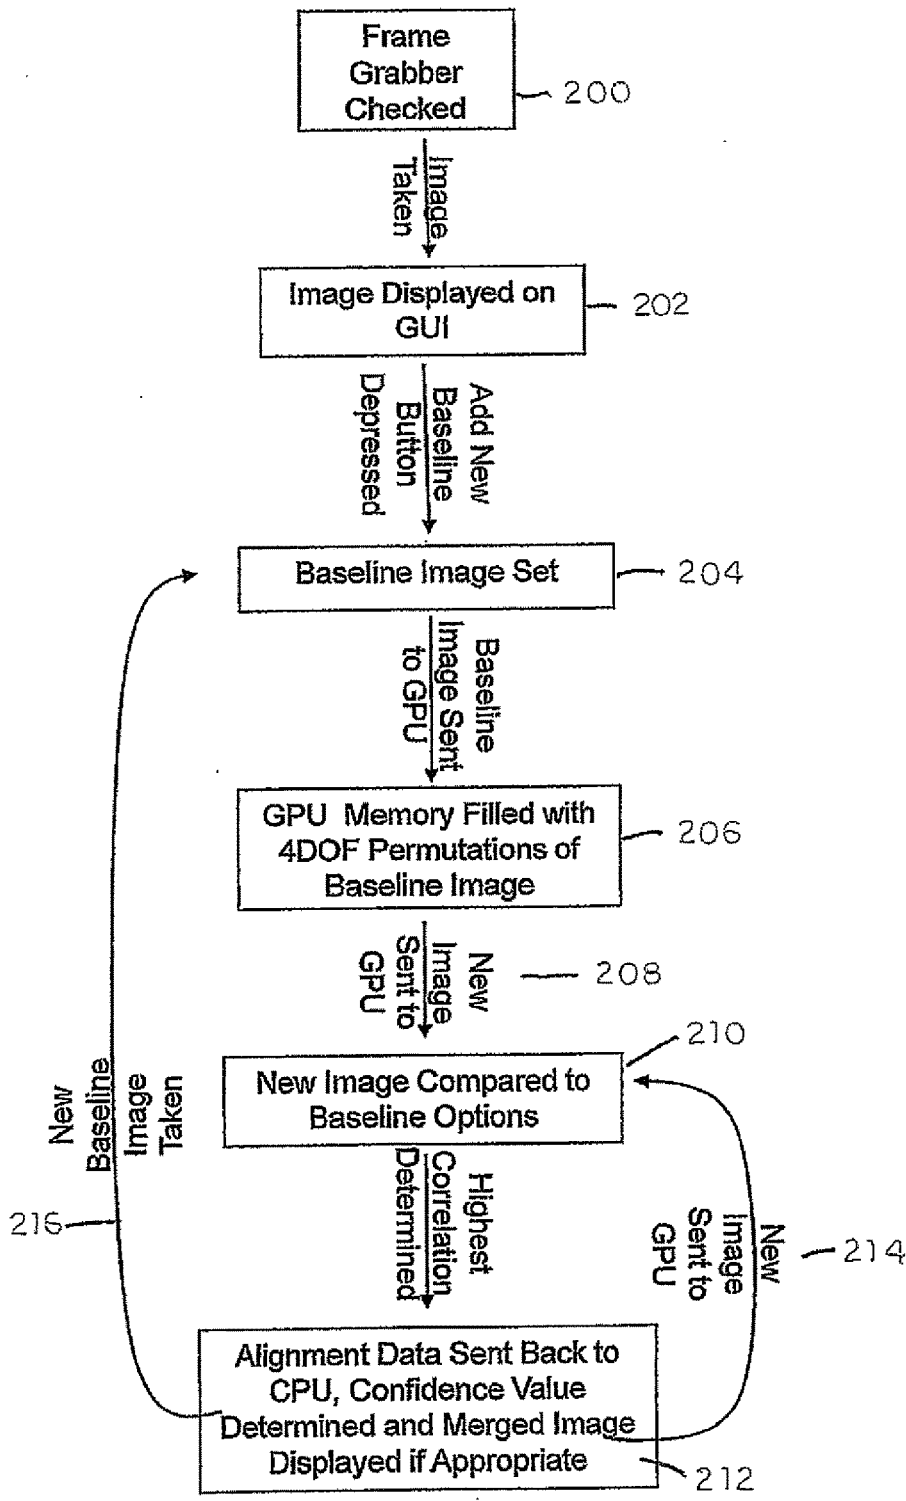 Frame
Grabber
Checked
200
Image
Taken
Image Displayed on
GUI
202
Add New
Baseline
Button
Depressed
Baseline Image Set
204
Baseline
Image Sent
to GPU
GPU Memory Filled with
4DOF Permutations of
Baseline Image
206
New
Image
Sent to
GPU
208
New Image Compared to
Baseline Options
210
Highest
Correlation
Determined
Alignment Data Sent Back to
CPU, Confidence Value
Determined and Merged Image
Displayed if Appropriate
212
New
Image
Sent to
GPU
214
New
Baseline
Image
Taken
216